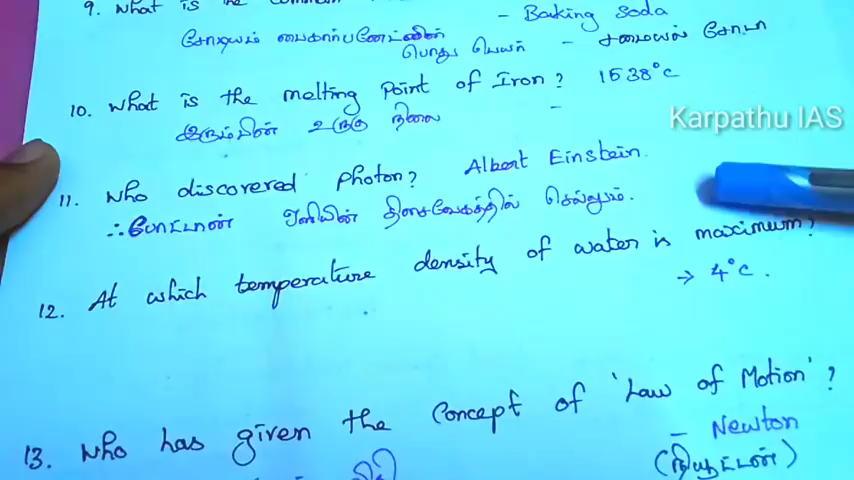 9. What is the common
- Baking Soda
சோடியம் பைகார்பனேட்டின்
பொது பெயர் - சமையல் சோடா
10. What is the melting Point of Iron? 1538°C
இரும்பின் உருகு நிலை -
Karpathu IAS
11. Who discovered Photon? Albert Einstein.
ஃபோட்டான் ஒளியின் திசைவேகத்தில் செல்லும்.
12. At which temperature density of water is maximum?
→ 4°C.
13. Who has given the Concept of 'Law of Motion'?
- Newton
(நியூட்டன்)